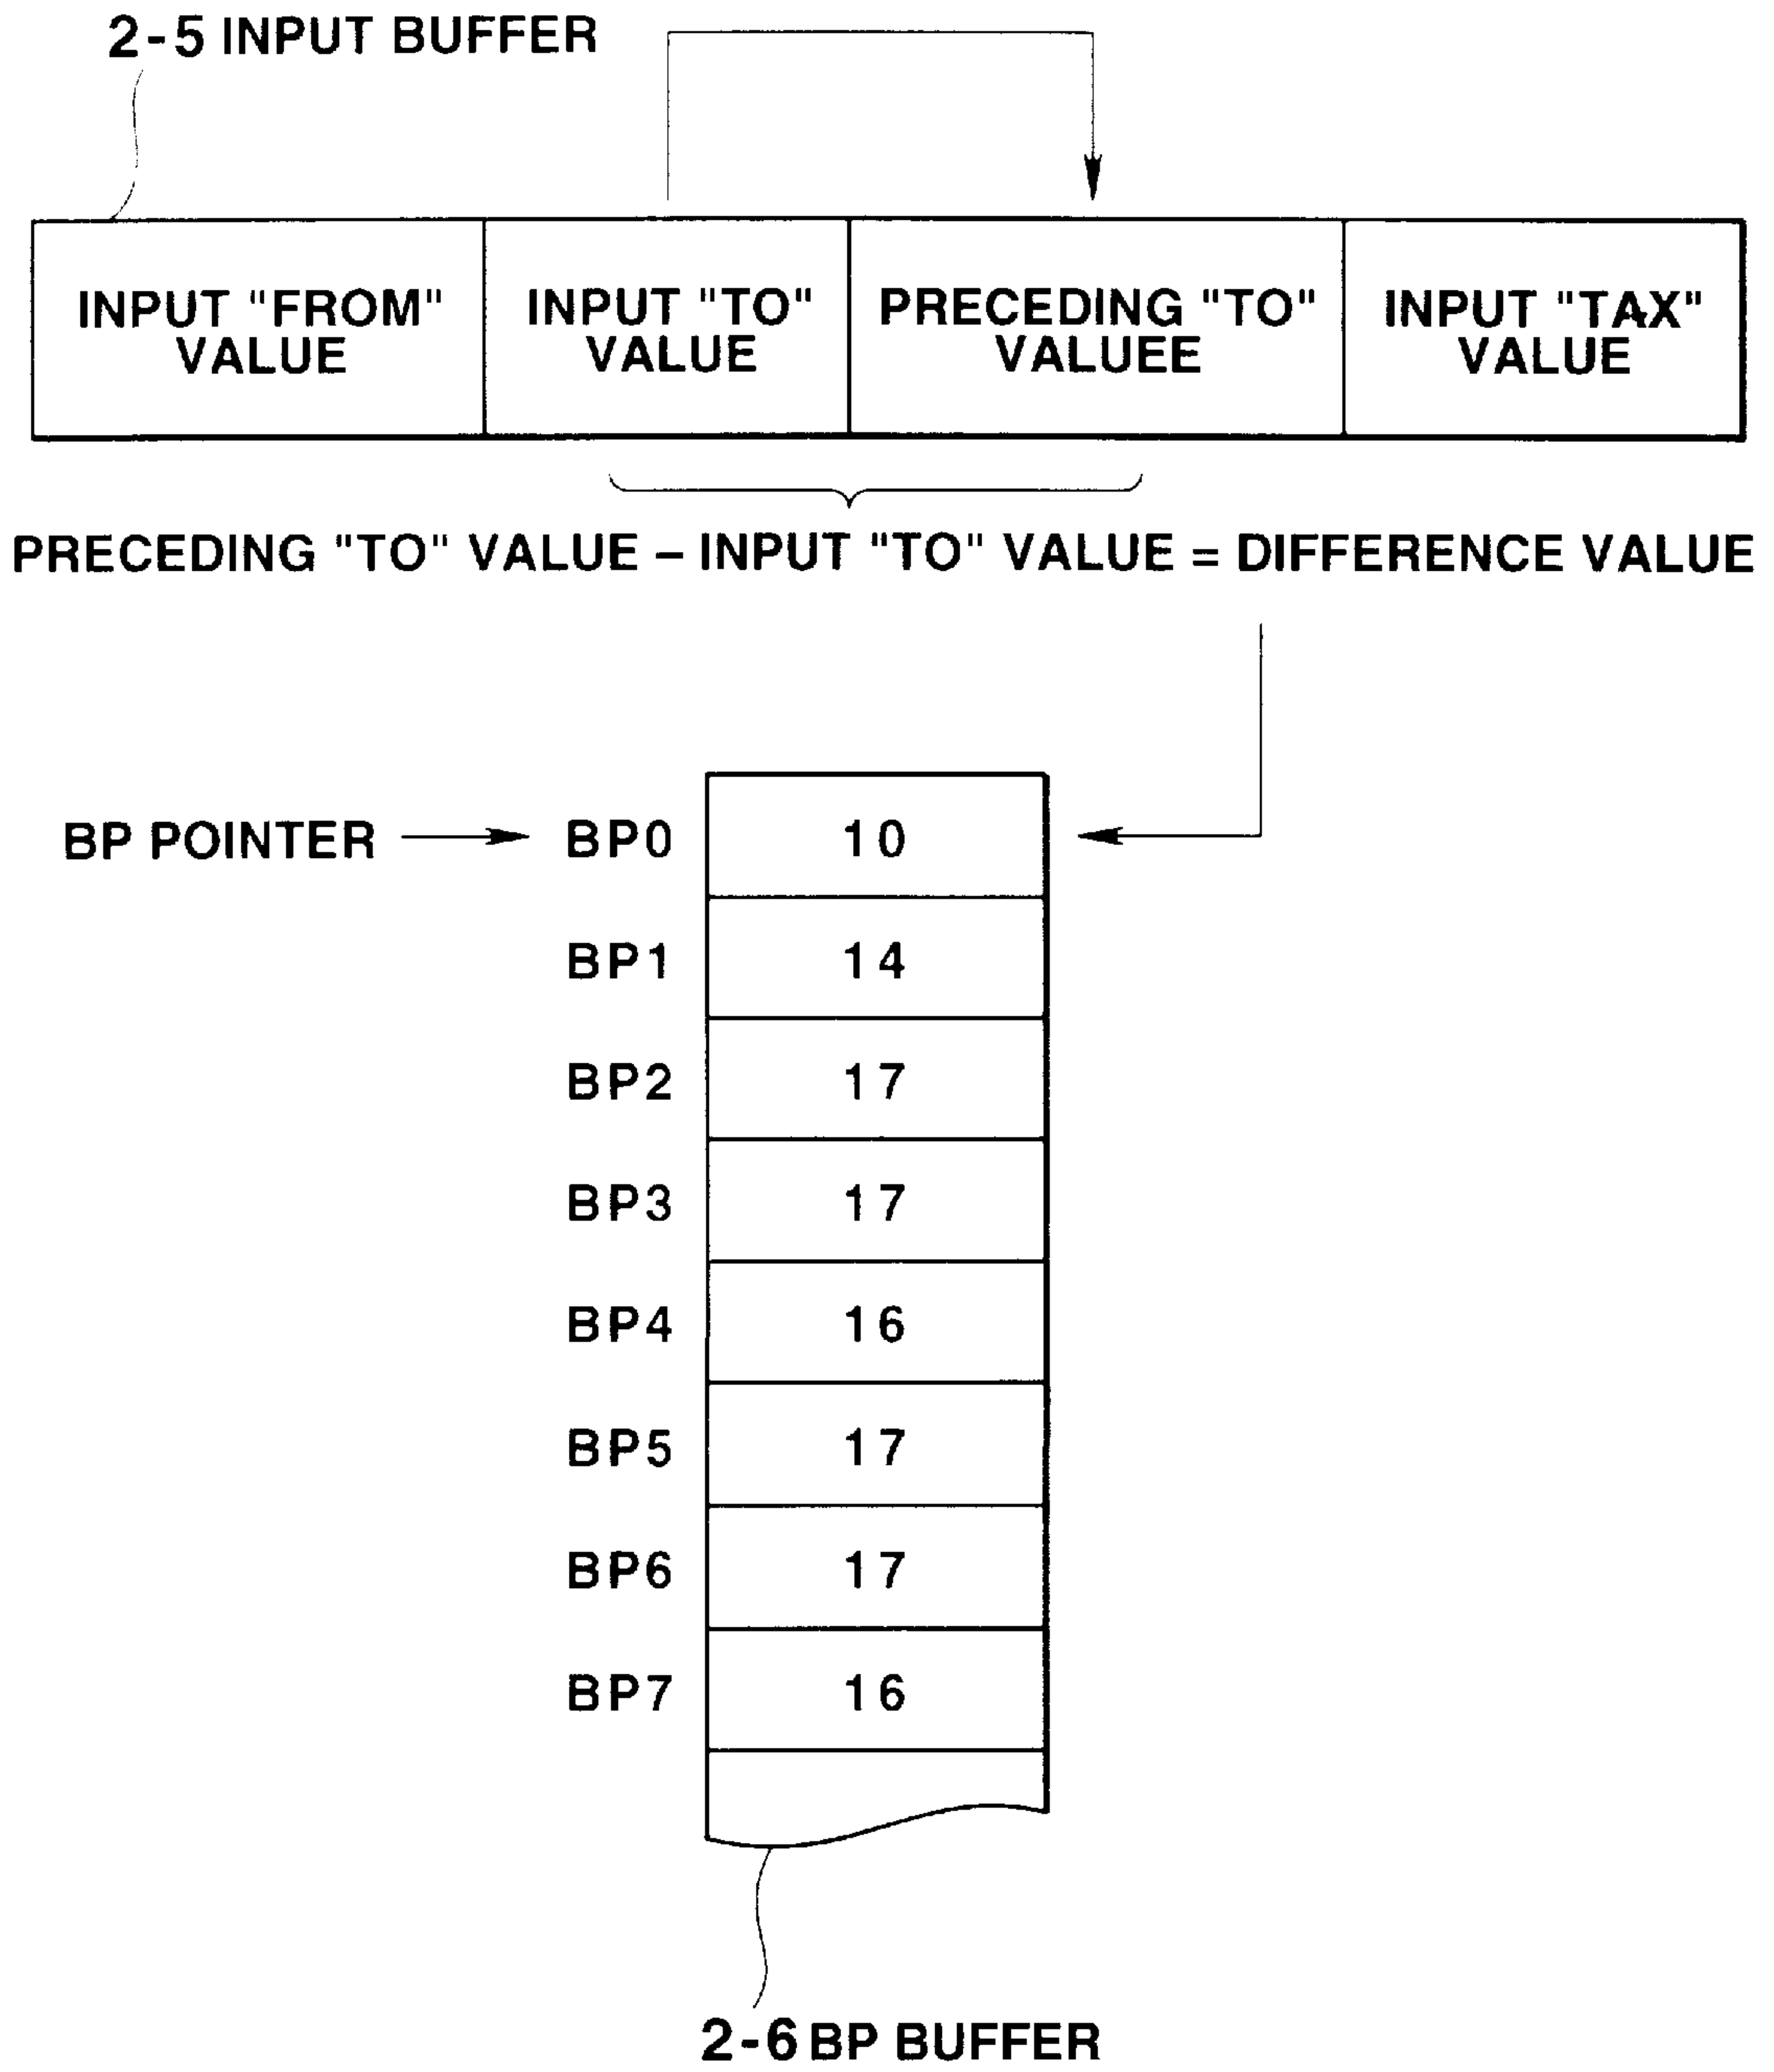 2-5 INPUT BUFFER
INPUT "FROM" VALUE
INPUT "TO" VALUE
PRECEDING "TO" VALUEE
INPUT "TAX" VALUE
PRECEDING "TO" VALUE – INPUT "TO" VALUE = DIFFERENCE VALUE
BP POINTER BP0 10
BP1 14
BP2 17
BP3 17
BP4 16
BP5 17
BP6 17
BP7 16
2-6 BP BUFFER